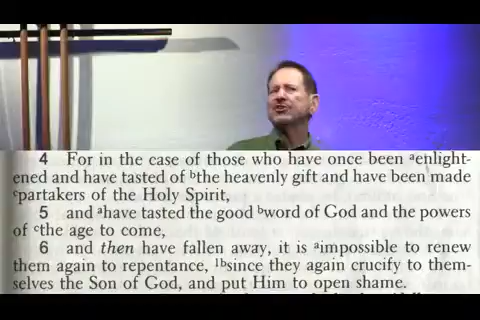 4 For in the case of those who have once been ᵃenlight-
ened and have tasted of ᵇthe heavenly gift and have been made
ᶜpartakers of the Holy Spirit,
5 and ᵃhave tasted the good ᵇword of God and the powers
of ᶜthe age to come,
6 and then have fallen away, it is ᵃimpossible to renew
them again to repentance, ¹ᵇsince they again crucify to them-
selves the Son of God, and put Him to open shame.